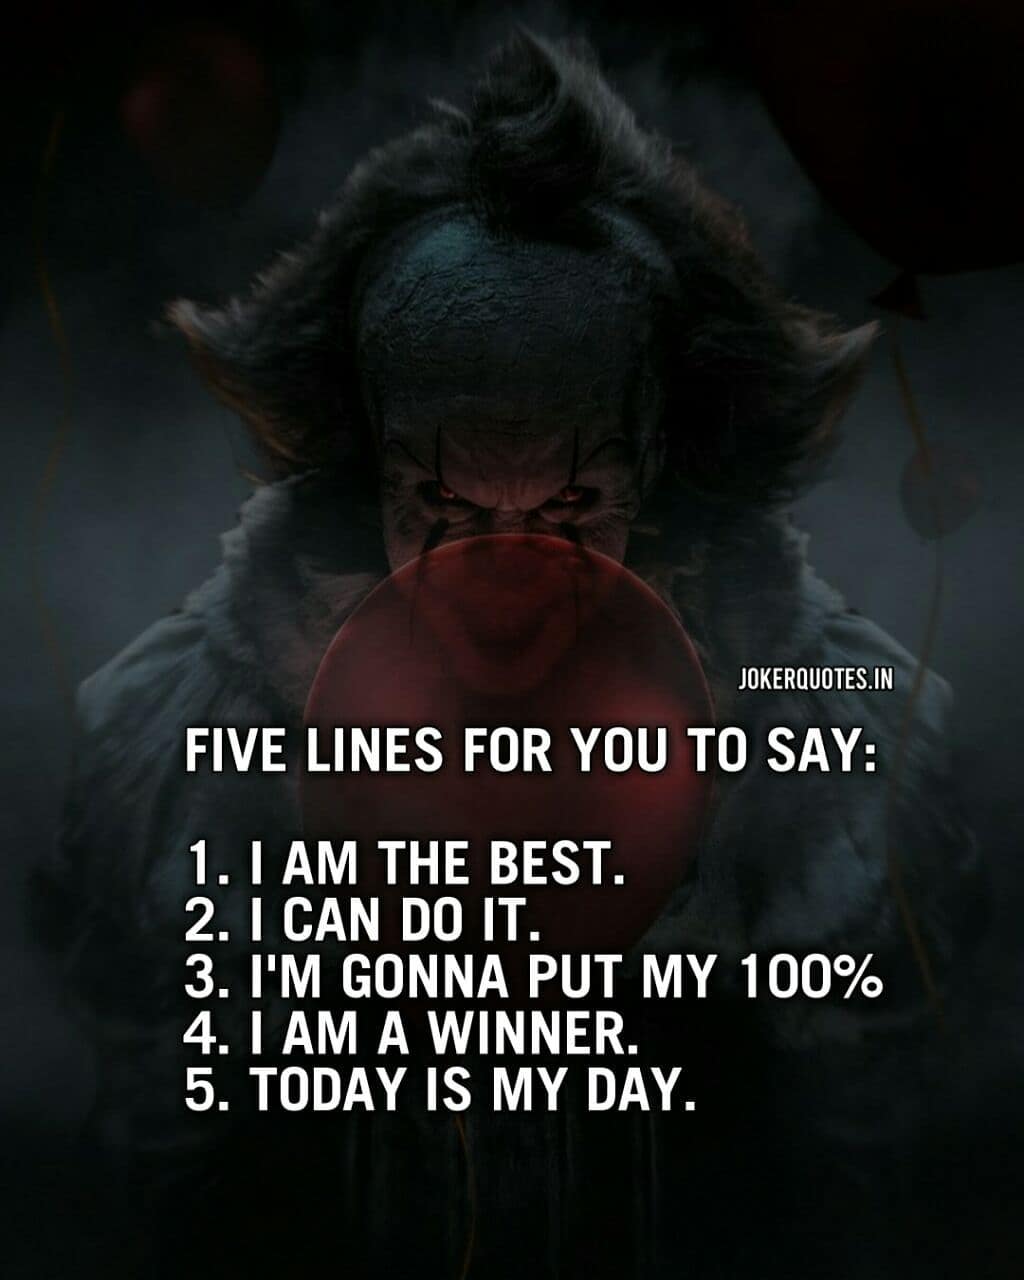 JOKERQUOTES.IN
FIVE LINES FOR YOU TO SAY:
1. I AM THE BEST.
2. I CAN DO IT.
3. I'M GONNA PUT MY 100%
4. I AM A WINNER.
5. TODAY IS MY DAY.